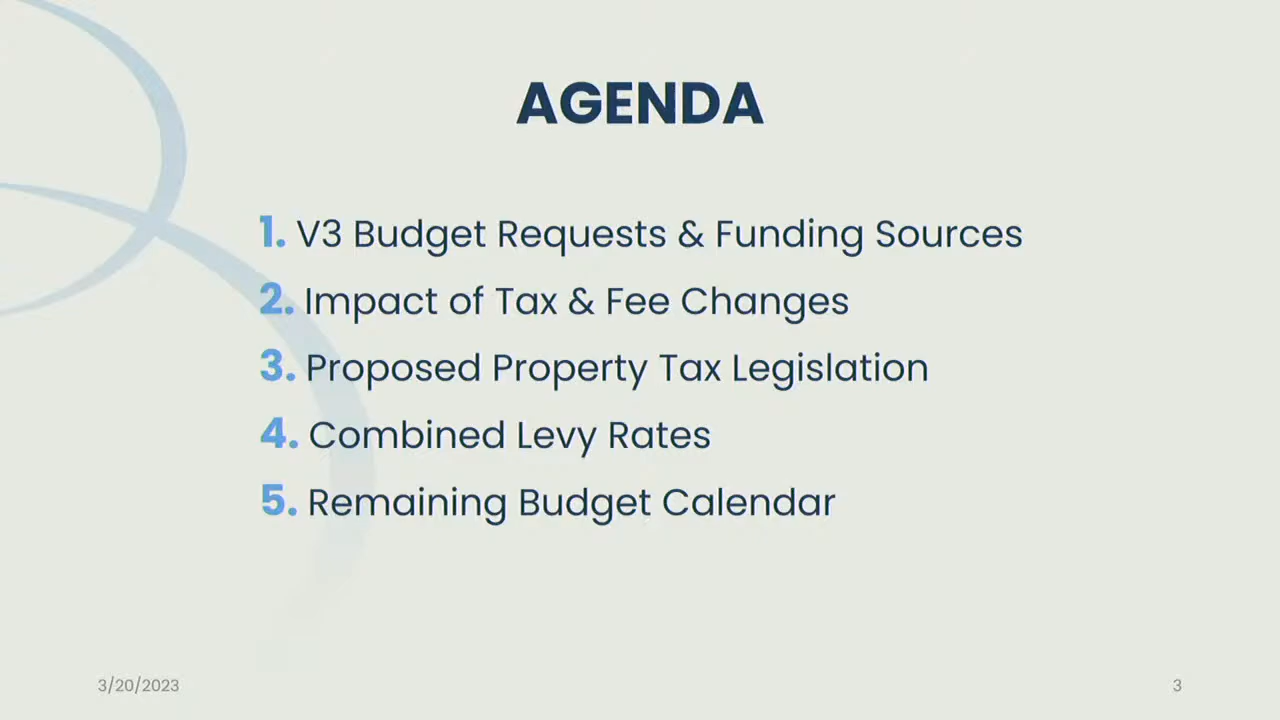 AGENDA
1. V3 Budget Requests & Funding Sources
2. Impact of Tax & Fee Changes
3. Proposed Property Tax Legislation
4. Combined Levy Rates
5. Remaining Budget Calendar
3/20/2023
3